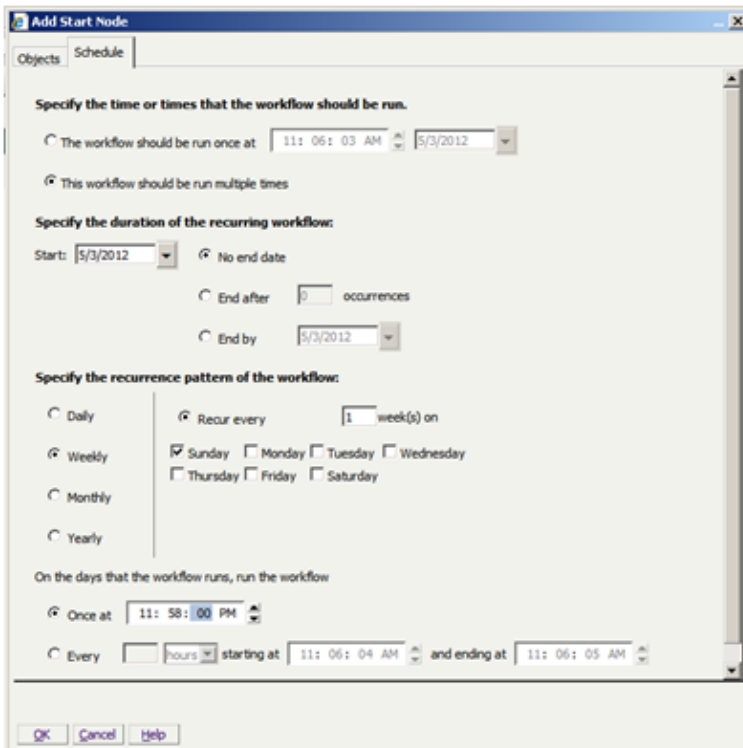 Add Start Node
Objects Schedule
Specify the time or times that the workflow should be run.
The workflow should be run once at 11: 06: 03 AM 5/3/2012
This workflow should be run multiple times
Specify the duration of the recurring workflow:
Start: 5/3/2012 No end date
End after 0 occurrences
End by 5/3/2012
Specify the recurrence pattern of the workflow:
Daily Recur every 1 week(s) on
Weekly Sunday Monday Tuesday Wednesday
Thursday Friday Saturday
Monthly
Yearly
On the days that the workflow runs, run the workflow
Once at 11: 58: 00 PM
Every hours starting at 11: 06: 04 AM and ending at 11: 06: 05 AM
OK Cancel Help